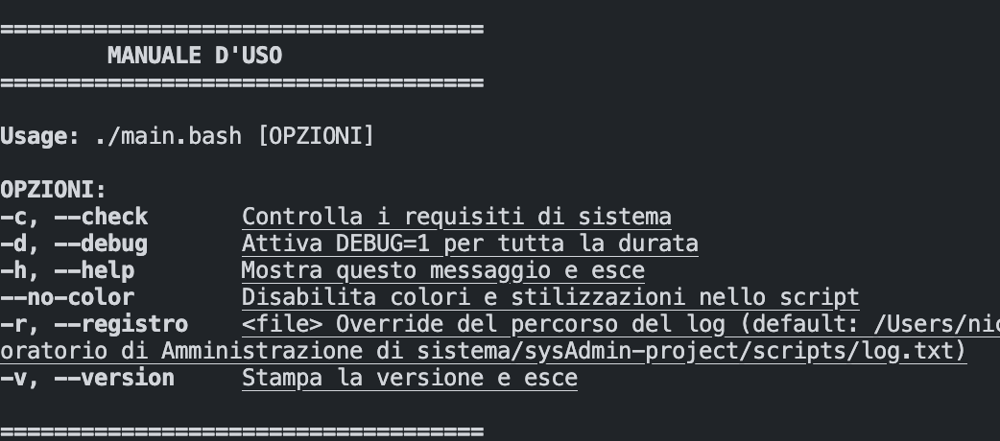 ====================================
MANUALE D'USO
====================================
Usage: ./main.bash [OPZIONI]
OPZIONI:
-c, --check Controlla i requisiti di sistema
-d, --debug Attiva DEBUG=1 per tutta la durata
-h, --help Mostra questo messaggio e esce
--no-color Disabilita colori e stilizzazioni nello script
-r, --registro <file> Override del percorso del log (default: /Users/nic
oratorio di Amministrazione di sistema/sysAdmin-project/scripts/log.txt)
-v, --version Stampa la versione e esce
====================================